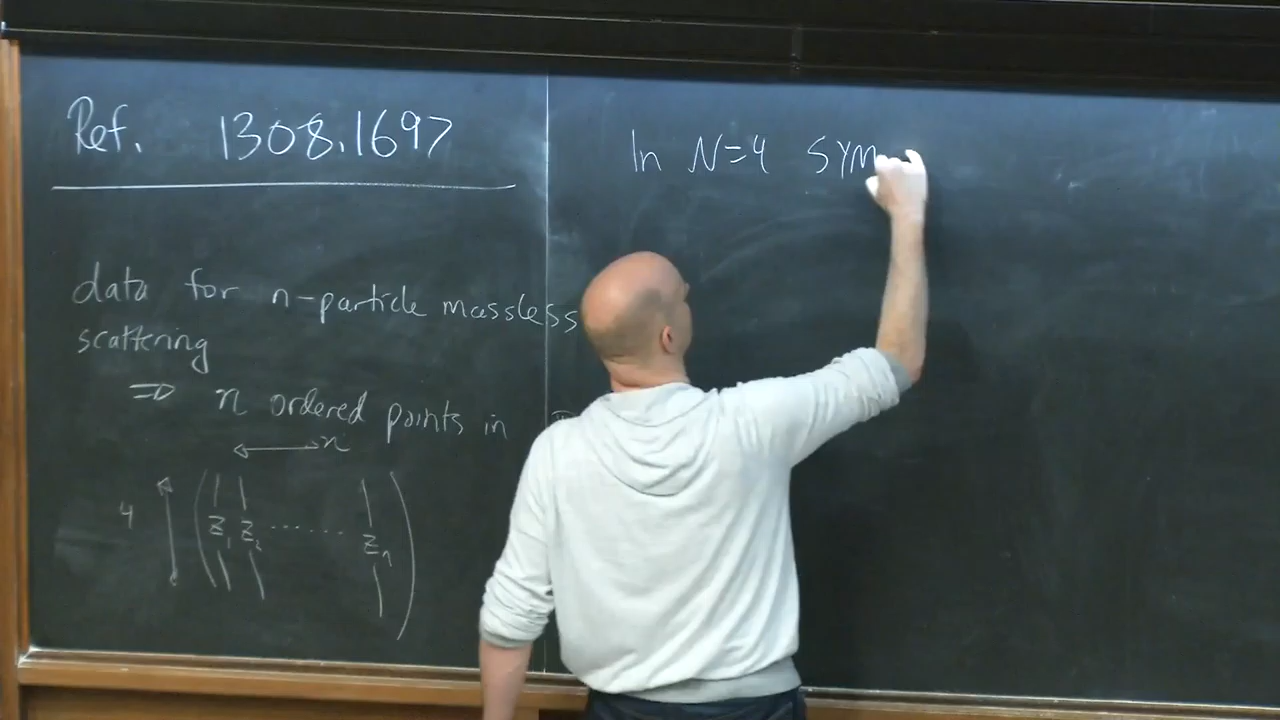 Ref. 1308.1697
data for n-particle massless
scattering
⇒ n ordered points in
n
4
Z₁ Z₂ ...... Zₙ
In N=4 SYM